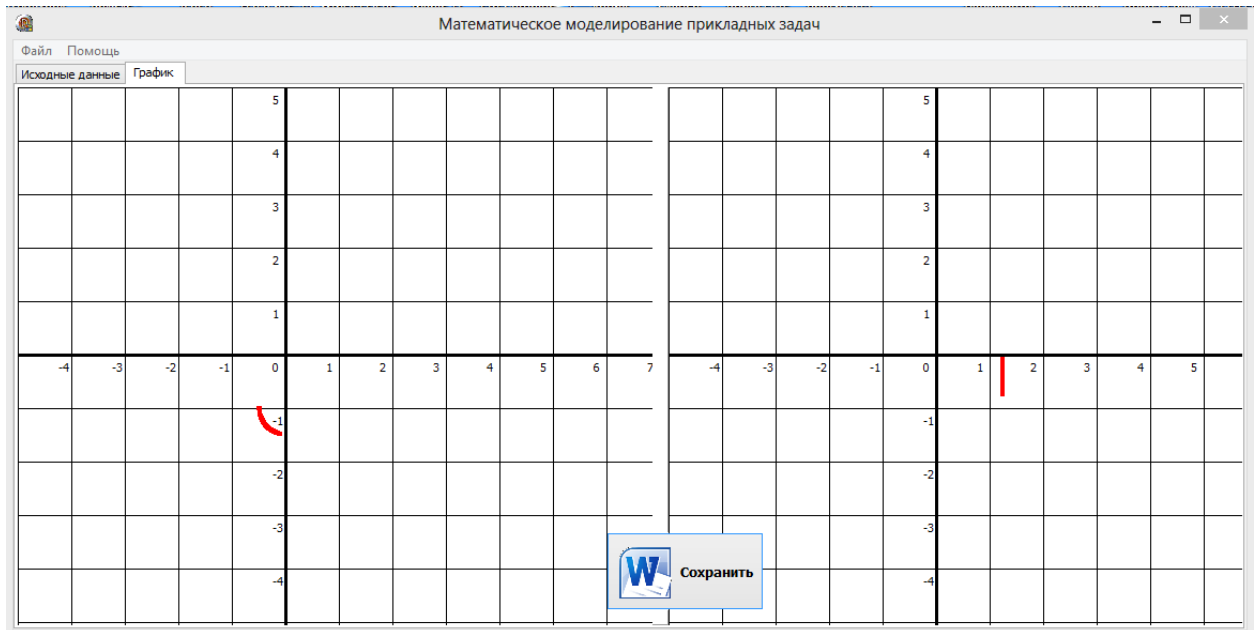 Математическое моделирование прикладных задач
Файл Помощь
Исходные данные График
5 5
4 4
3 3
2 2
1 1
-4 -3 -2 -1 0 1 2 3 4 5 6 7 -4 -3 -2 -1 0 1 2 3 4 5
-1 -1
-2 -2
-3 -3
Сохранить
-4 -4